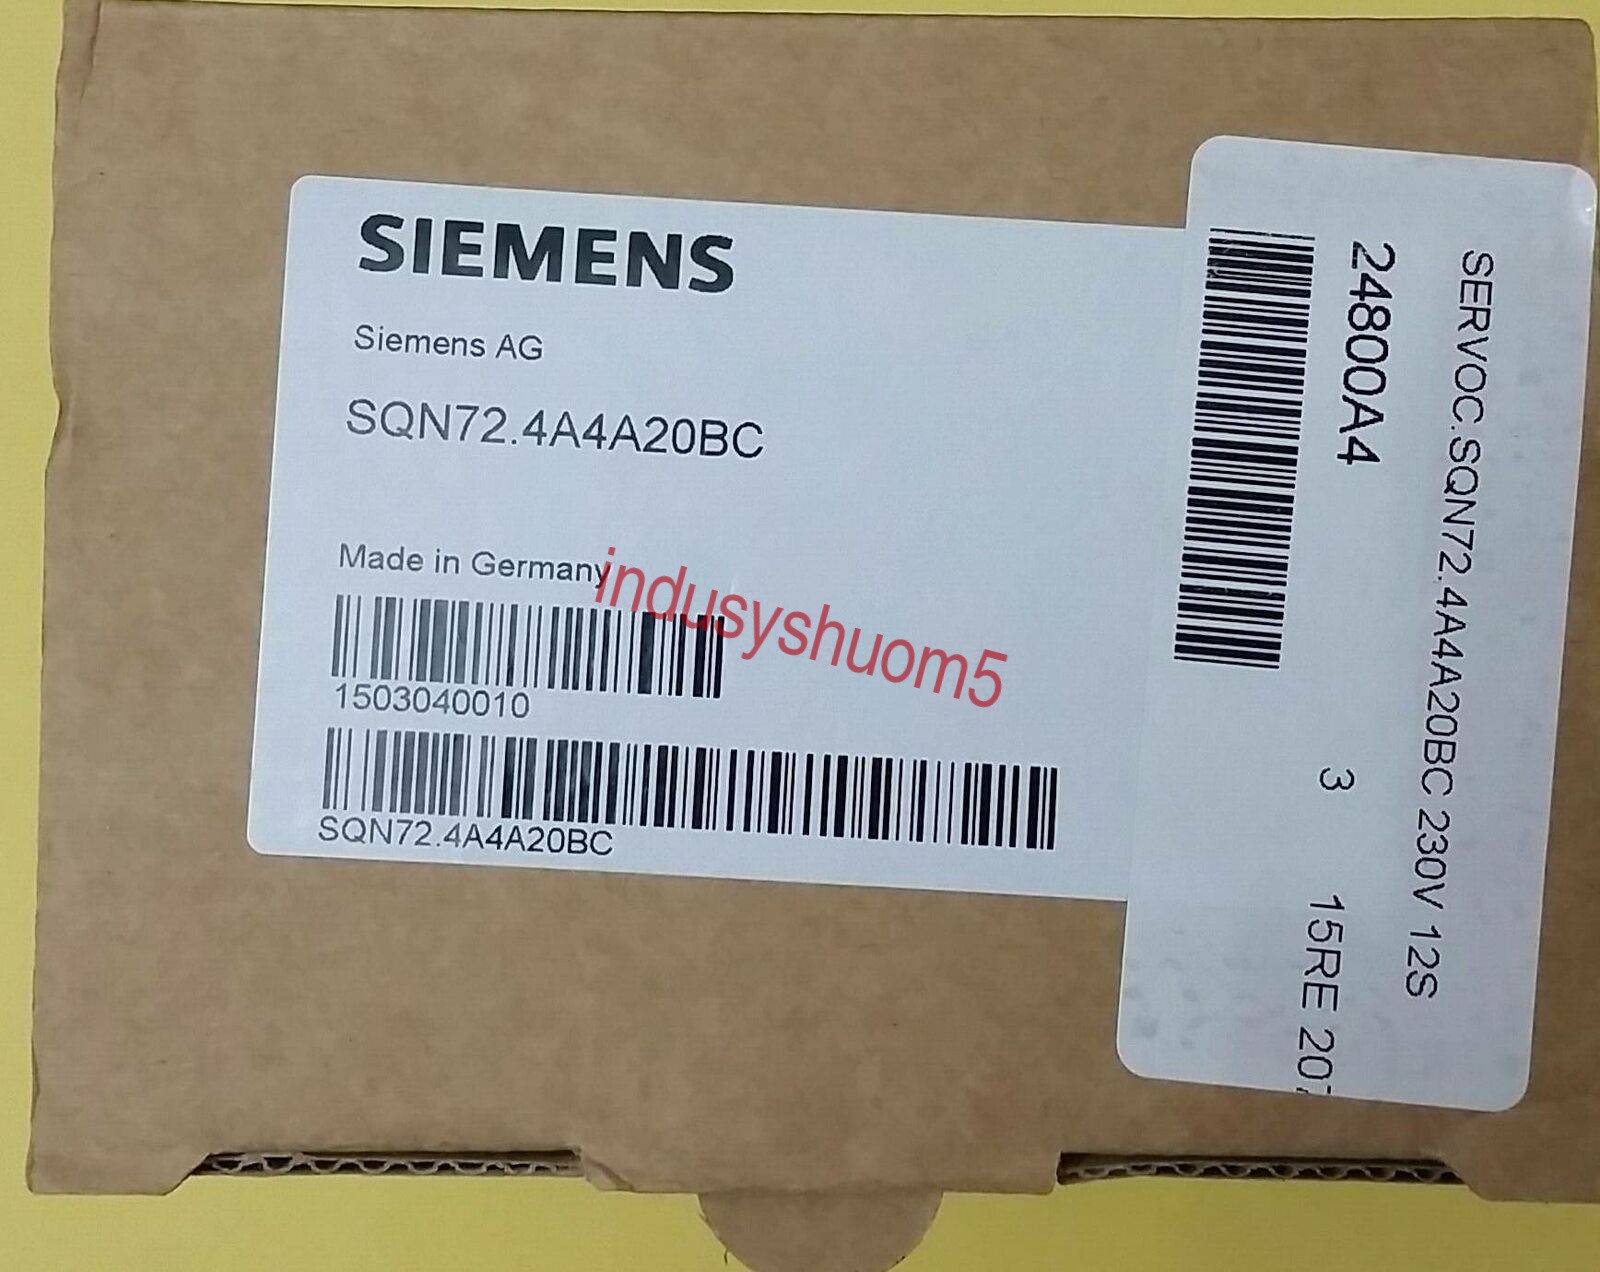 SIEMENS
Siemens AG
SQN72.4A4A20BC
Made in Germany
1503040010
SQN72.4A4A20BC
indusyshuom5
SERVOC.SQN72.4A4A20BC 230V 12S
24800A4
3 15RE 207